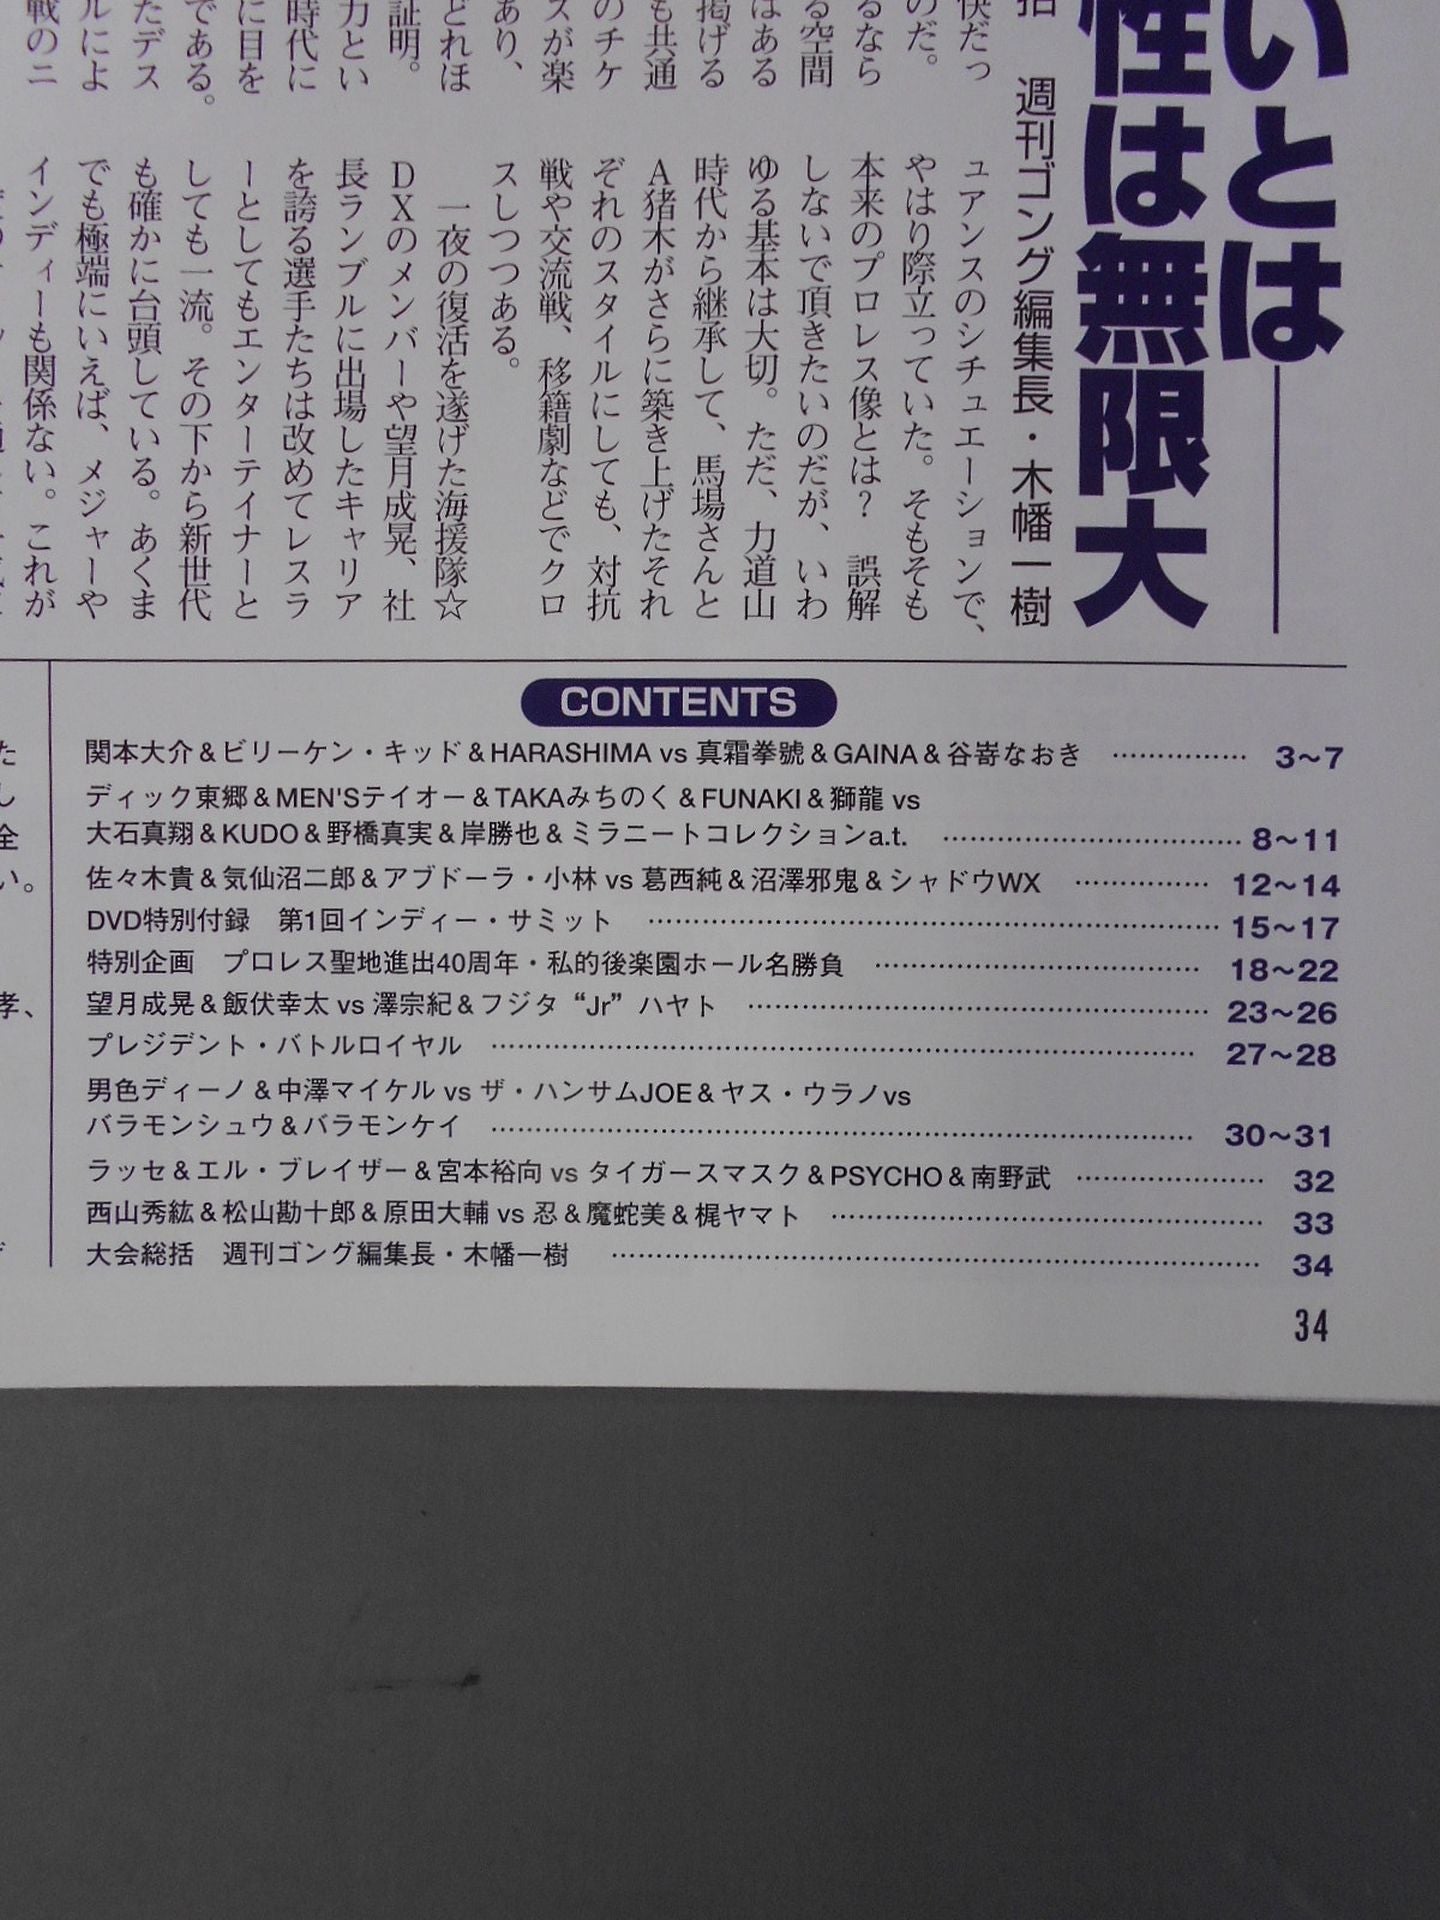 いとは
性は無限大
週刊ゴング編集長・木幡一樹
快だっ
のだ。
るなら
る空間
はある
掲げる
も共通
のチケ
スが楽
あり、
どれほ
証明。
力とい
時代に
に目を
である。
たデス
ルによ
戦のニ
ュアンスのシチュエーションで、
やはり際立っていた。そもそも
本来のプロレス像とは？　誤解
しないで頂きたいのだが、いわ
ゆる基本は大切。ただ、力道山
時代から継承して、馬場さんと
A猪木がさらに築き上げたそれ
ぞれのスタイルにしても、対抗
戦や交流戦、移籍劇などでクロ
スしつつある。
　一夜の復活を遂げた海援隊☆
DXのメンバーや望月成晃、社
長ランブルに出場したキャリア
を誇る選手たちは改めてレスラ
ーとしてもエンターテイナーと
しても一流。その下から新世代
も確かに台頭している。あくま
でも極端にいえば、メジャーや
インディーも関係ない。これが
た
し
全
い。
孝、
CONTENTS
関本大介＆ビリーケン・キッド＆HARASHIMA vs 真霜拳號＆GAINA＆谷嵜なおき ……………… 3〜7
ディック東郷＆MEN'Sテイオー＆TAKAみちのく＆FUNAKI＆獅龍 vs
大石真翔＆KUDO＆野橋真実＆岸勝也＆ミラニートコレクションa.t. ……………………………… 8〜11
佐々木貴＆気仙沼二郎＆アブドーラ・小林 vs 葛西純＆沼澤邪鬼＆シャドウWX ……………… 12〜14
DVD特別付録　第1回インディー・サミット ……………………………………………… 15〜17
特別企画　プロレス聖地進出40周年・私的後楽園ホール名勝負 ……………………………… 18〜22
望月成晃＆飯伏幸太 vs 澤宗紀＆フジタ“Jr”ハヤト ……………………………………………… 23〜26
プレジデント・バトルロイヤル ……………………………………………………………… 27〜28
男色ディーノ＆中澤マイケル vs ザ・ハンサムJOE＆ヤス・ウラノvs
バラモンシュウ＆バラモンケイ ……………………………………………………………… 30〜31
ラッセ＆エル・ブレイザー＆宮本裕向 vs タイガースマスク＆PSYCHO＆南野武 ………………… 32
西山秀紘＆松山勘十郎＆原田大輔 vs 忍＆魔蛇美＆梶ヤマト ……………………………………… 33
大会総括　週刊ゴング編集長・木幡一樹 …………………………………………………………… 34
34